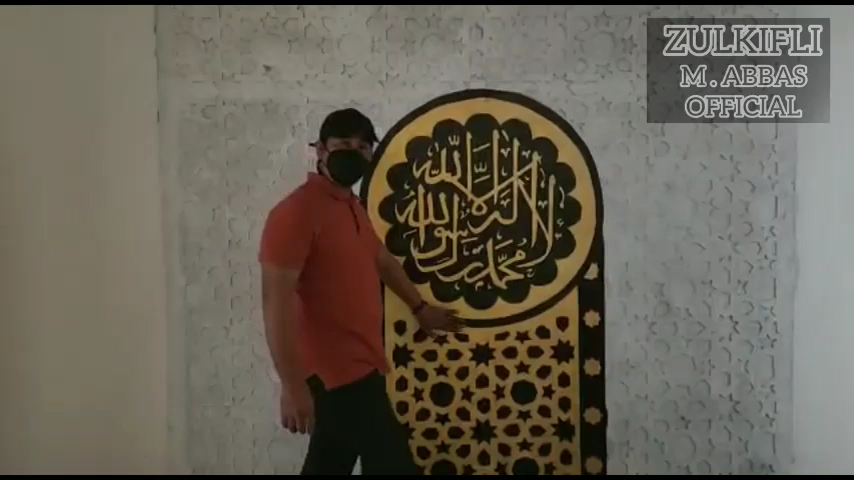 ZULKIFLI
M. ABBAS
OFFICIAL
لا إله إلا الله
محمد رسول الله